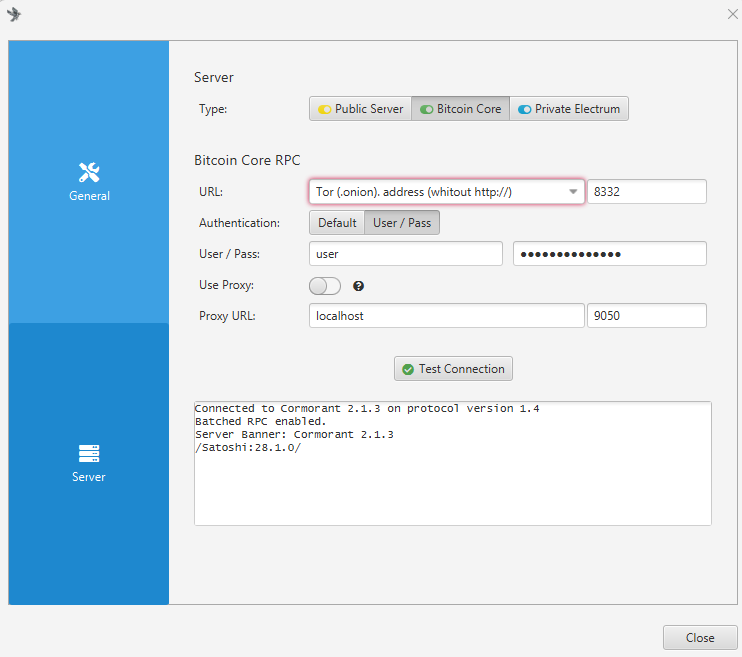 Server
Type:
Public Server
Bitcoin Core
Private Electrum
Bitcoin Core RPC
URL:
Tor (.onion). address (whitout http://)
8332
Authentication:
Default
User / Pass
User / Pass:
user
●●●●●●●●●●●●●●
Use Proxy:
Proxy URL:
localhost
9050
Test Connection
Connected to Cormorant 2.1.3 on protocol version 1.4
Batched RPC enabled.
Server Banner: Cormorant 2.1.3
/Satoshi:28.1.0/
General
Server
Close